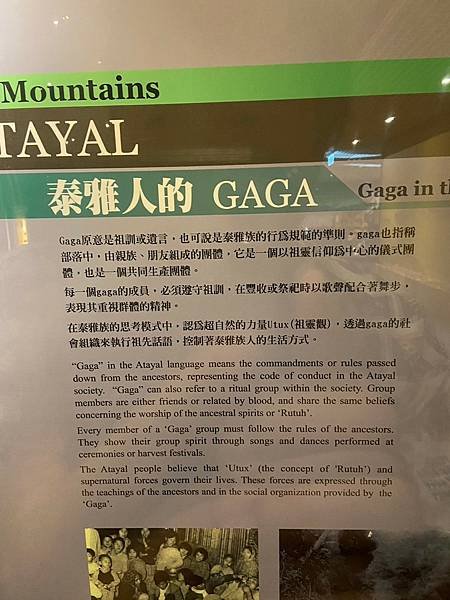 Mountains
TAYAL
泰雅人的 GAGA
Gaga in th
Gaga原意是祖訓或遺言，也可說是泰雅族的行為規範的準則。gaga也指稱
部落中，由親族、朋友組成的團體，它是一個以祖靈信仰為中心的儀式團
體，也是一個共同生產團體。
每一個gaga的成員，必須遵守祖訓，在豐收或祭祀時以歌聲配合著舞步，
表現其重視群體的精神。
在泰雅族的思考模式中，認為超自然的力量Utux(祖靈觀)，透過gaga的社
會組織來執行祖先話語，控制著泰雅族人的生活方式。
"Gaga" in the Atayal language means the commandments or rules passed
down from the ancestors, representing the code of conduct in the Atayal
society. "Gaga" can also refer to a ritual group within the society. Group
members are either friends or related by blood, and share the same beliefs
concerning the worship of the ancestral spirits or 'Rutuh'.
Every member of a 'Gaga' group must follow the rules of the ancestors.
They show their group spirit through songs and dances performed at
ceremonies or harvest festivals.
The Atayal people believe that 'Utux' (the concept of 'Rutuh') and
supernatural forces govern their lives. These forces are expressed through
the teachings of the ancestors and in the social organization provided by the
'Gaga'.